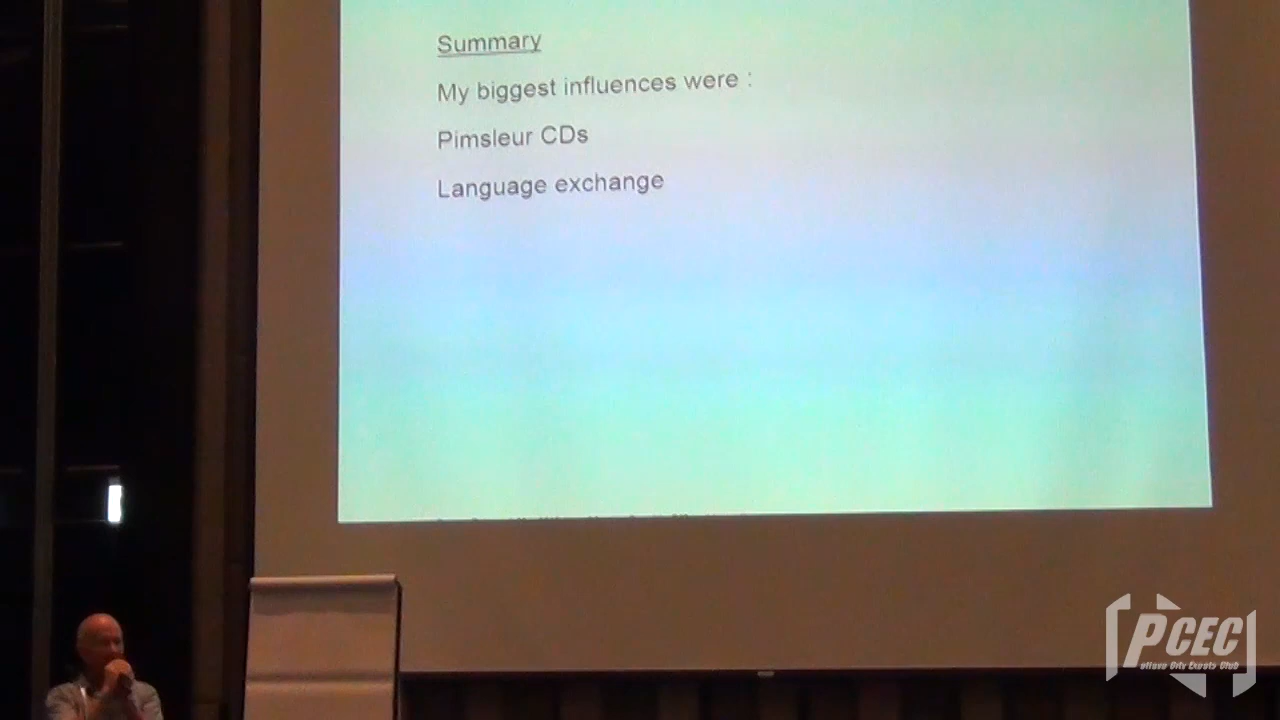 Summary
My biggest influences were :
Pimsleur CDs
Language exchange
PCEC